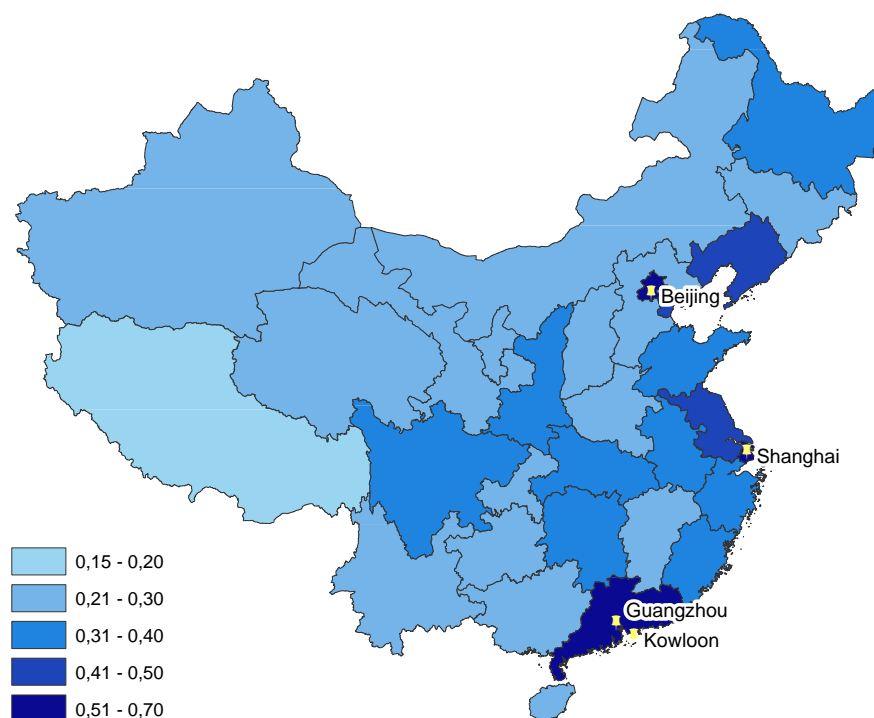 Beijing
Shanghai
Guangzhou
Kowloon
0,15 - 0,20
0,21 - 0,30
0,31 - 0,40
0,41 - 0,50
0,51 - 0,70